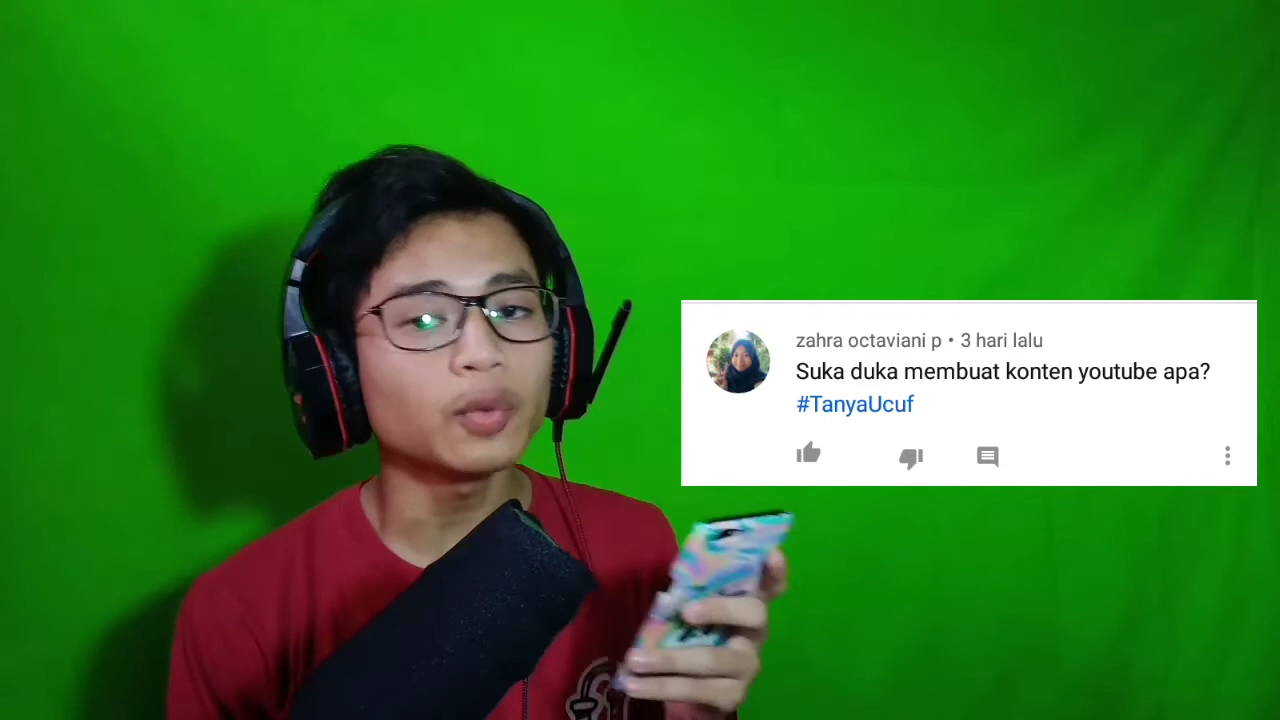 zahra octaviani p • 3 hari lalu
Suka duka membuat konten youtube apa?
#TanyaUcuf